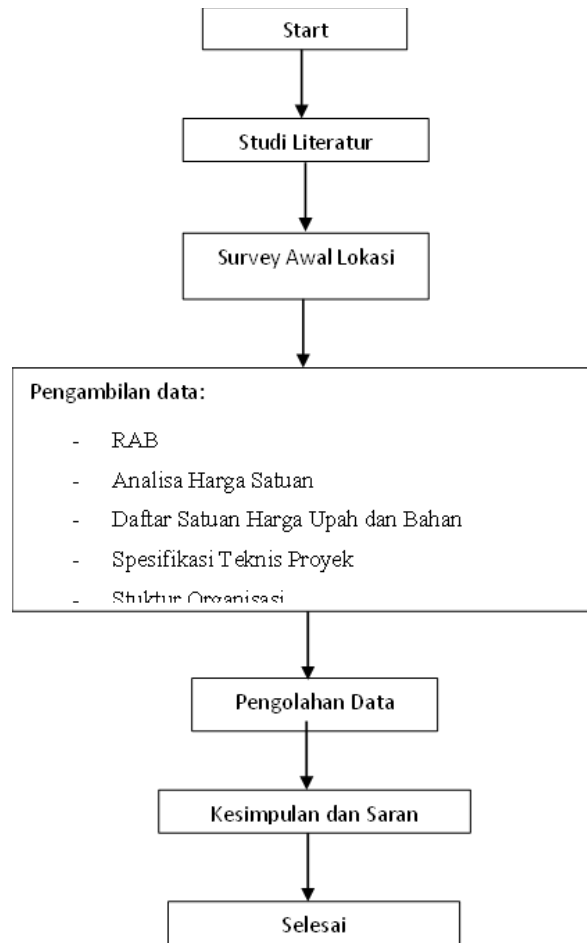 Start
Studi Literatur
Survey Awal Lokasi
Pengambilan data:
- RAB
- Analisa Harga Satuan
- Daftar Satuan Harga Upah dan Bahan
- Spesifikasi Teknis Proyek
- Stuktur Organisasi
Pengolahan Data
Kesimpulan dan Saran
Selesai